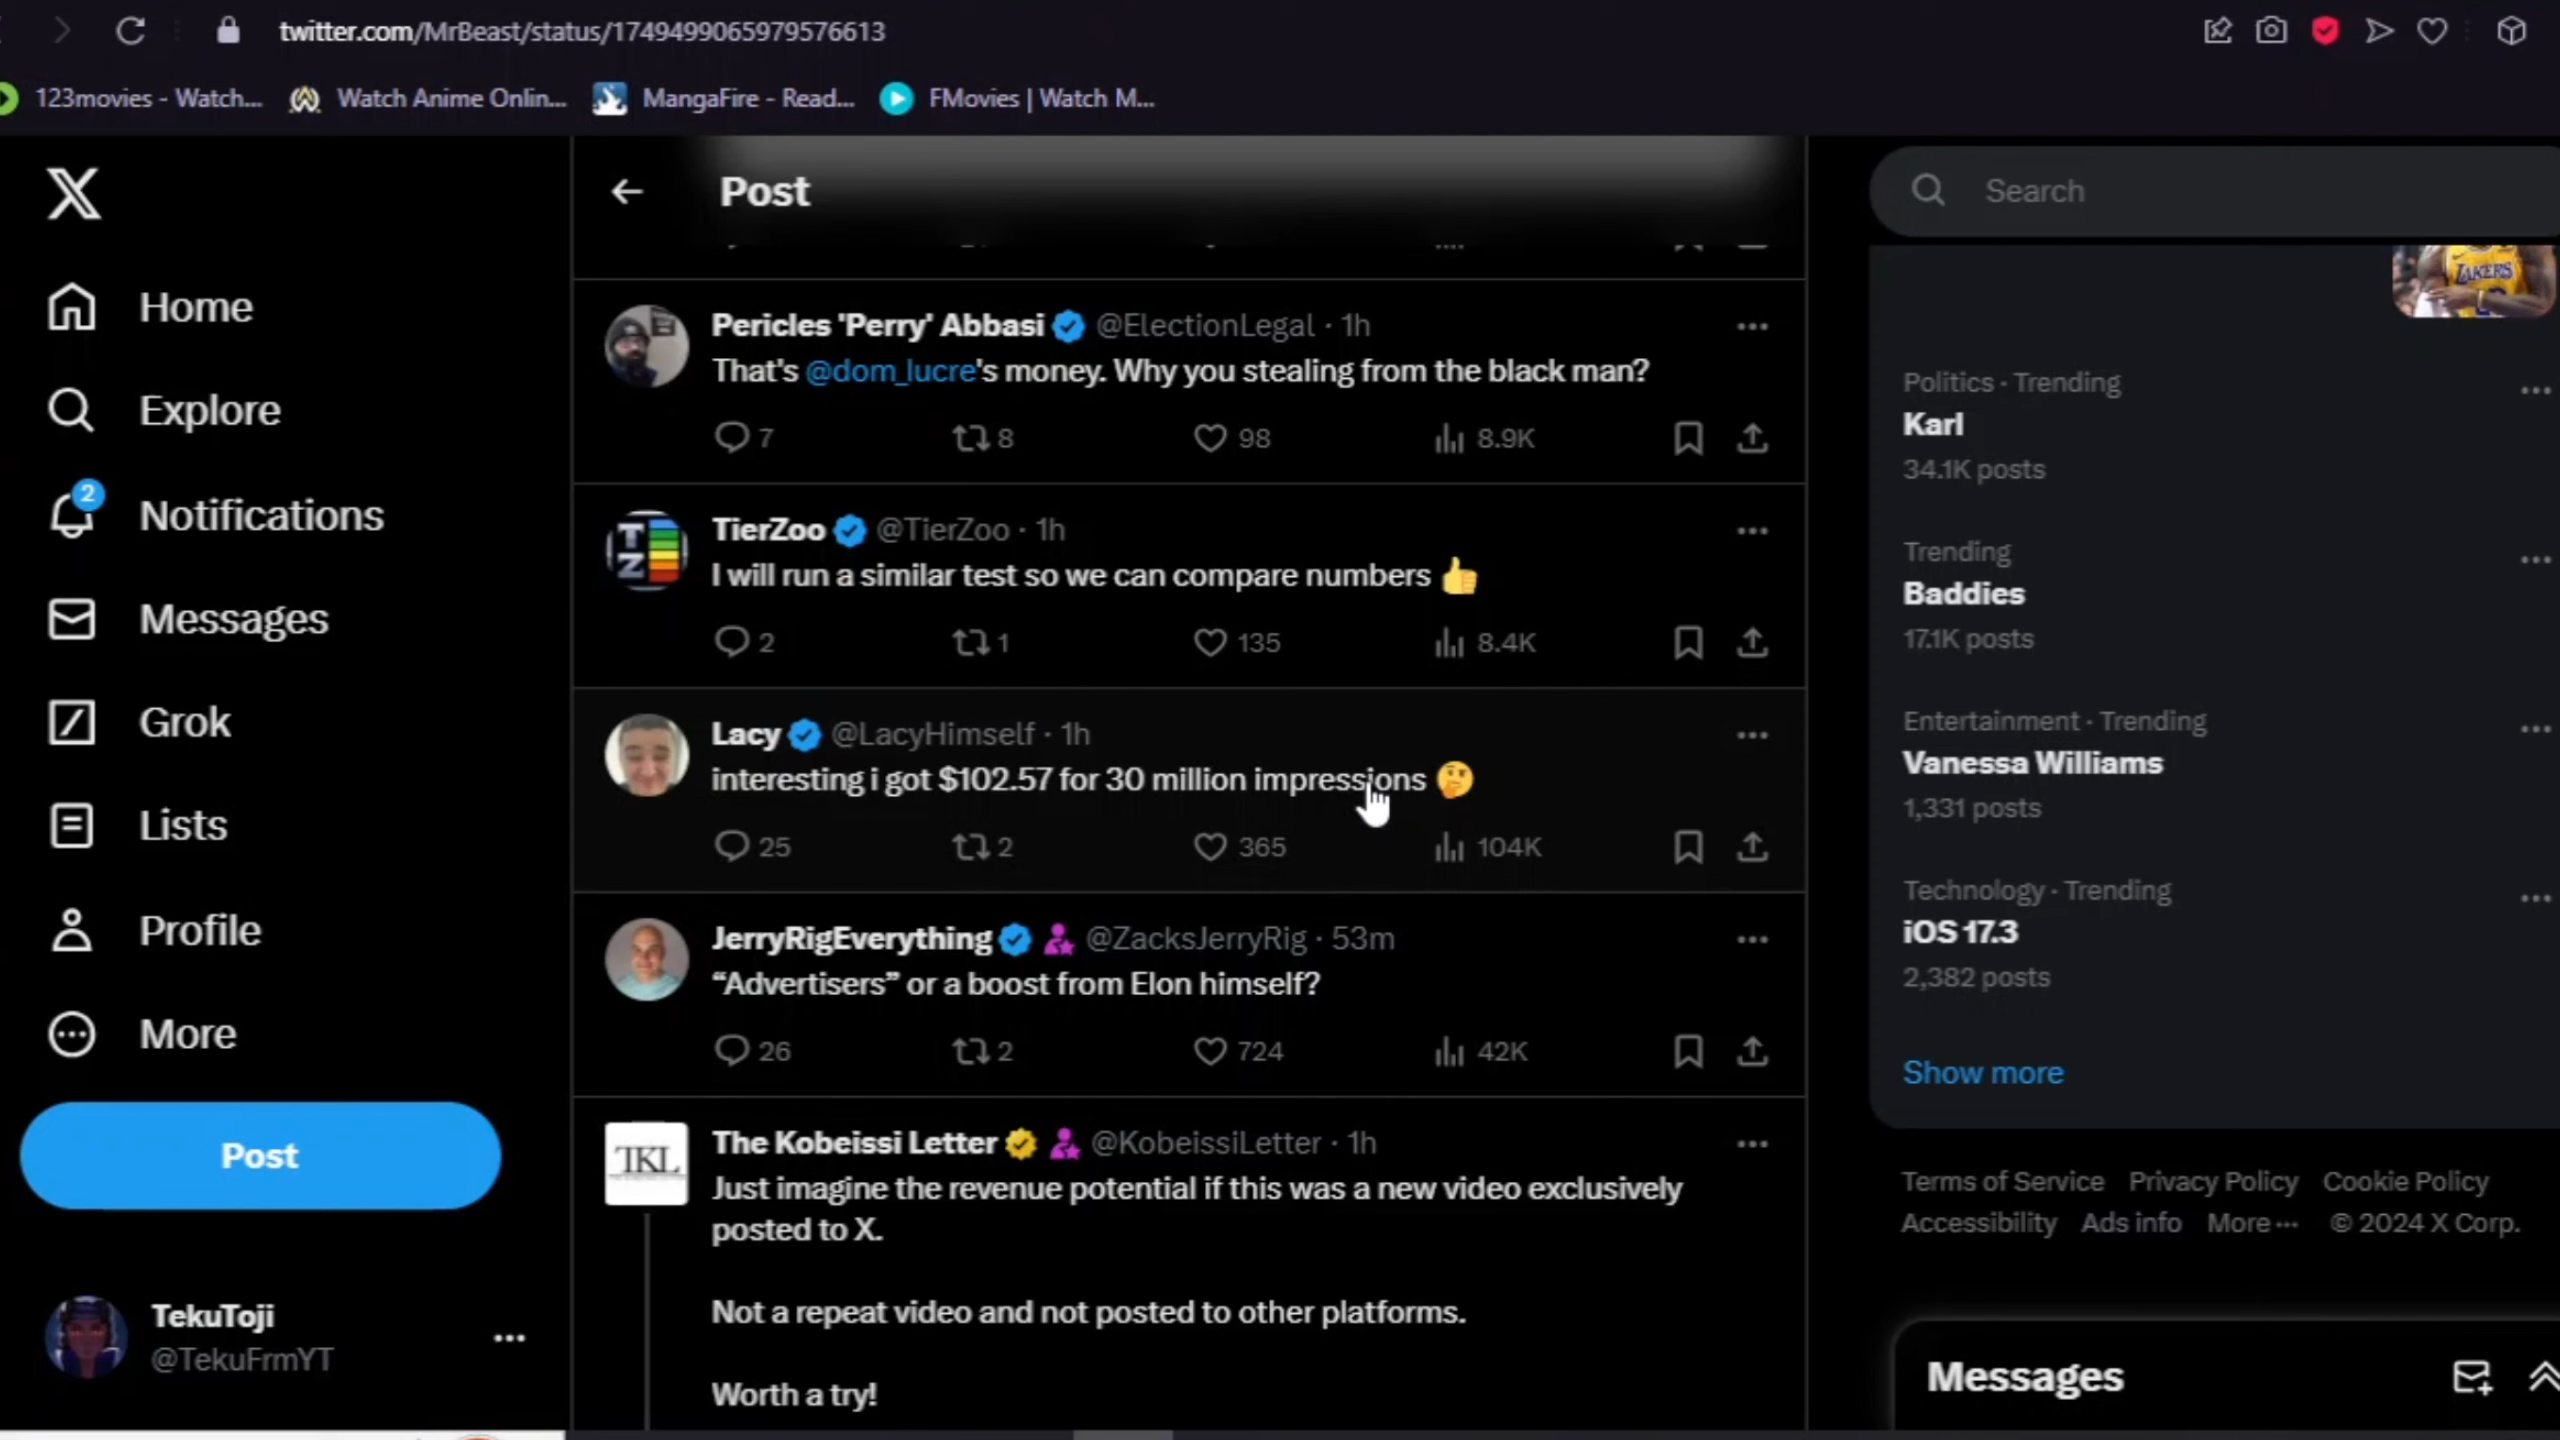 twitter.com/MrBeast/status/1749499065979576613
123movies - Watch...
Watch Anime Onlin...
MangaFire - Read...
FMovies | Watch M...
Post
Search
Home
Explore
2
Notifications
Messages
Grok
Lists
Profile
More
Post
TekuToji
@TekuFrmYT
Pericles 'Perry' Abbasi @ElectionLegal · 1h
That's @dom_lucre's money. Why you stealing from the black man?
7 8 98 8.9K
TZ
TierZoo @TierZoo · 1h
I will run a similar test so we can compare numbers 👍
2 1 135 8.4K
Lacy @LacyHimself · 1h
interesting i got $102.57 for 30 million impressions 🤔
25 2 365 104K
JerryRigEverything @ZacksJerryRig · 53m
“Advertisers” or a boost from Elon himself?
26 2 724 42K
TKL
The Kobeissi Letter @KobeissiLetter · 1h
Just imagine the revenue potential if this was a new video exclusively
posted to X.
Not a repeat video and not posted to other platforms.
Worth a try!
LAKERS
Politics · Trending
Karl
34.1K posts
Trending
Baddies
17.1K posts
Entertainment · Trending
Vanessa Williams
1,331 posts
Technology · Trending
iOS 17.3
2,382 posts
Show more
Terms of Service Privacy Policy Cookie Policy
Accessibility Ads info More ··· © 2024 X Corp.
Messages